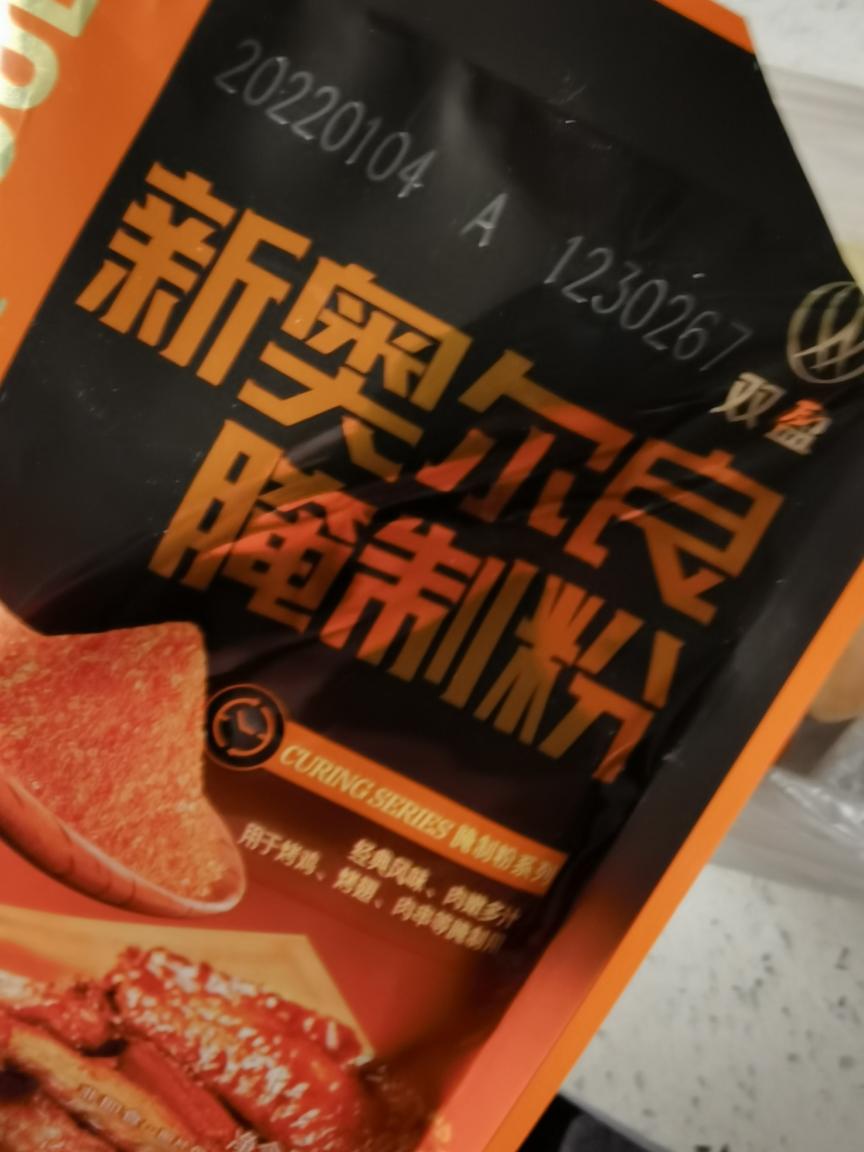 20220104 A 1230267
双盈
新奥尔良
腌制粉
CURING SERIES 腌制粉系列
经典风味、肉嫩多汁
用于烤鸡、烤翅、肉串等腌制用